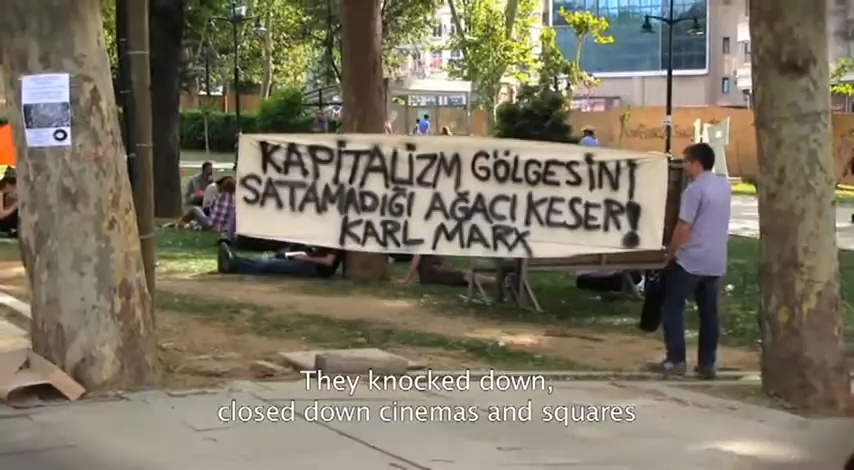 KAPİTALİZM GÖLGESİNİ
SATAMADIĞI AĞACI KESER!
KARL MARX
They knocked down,
closed down cinemas and squares